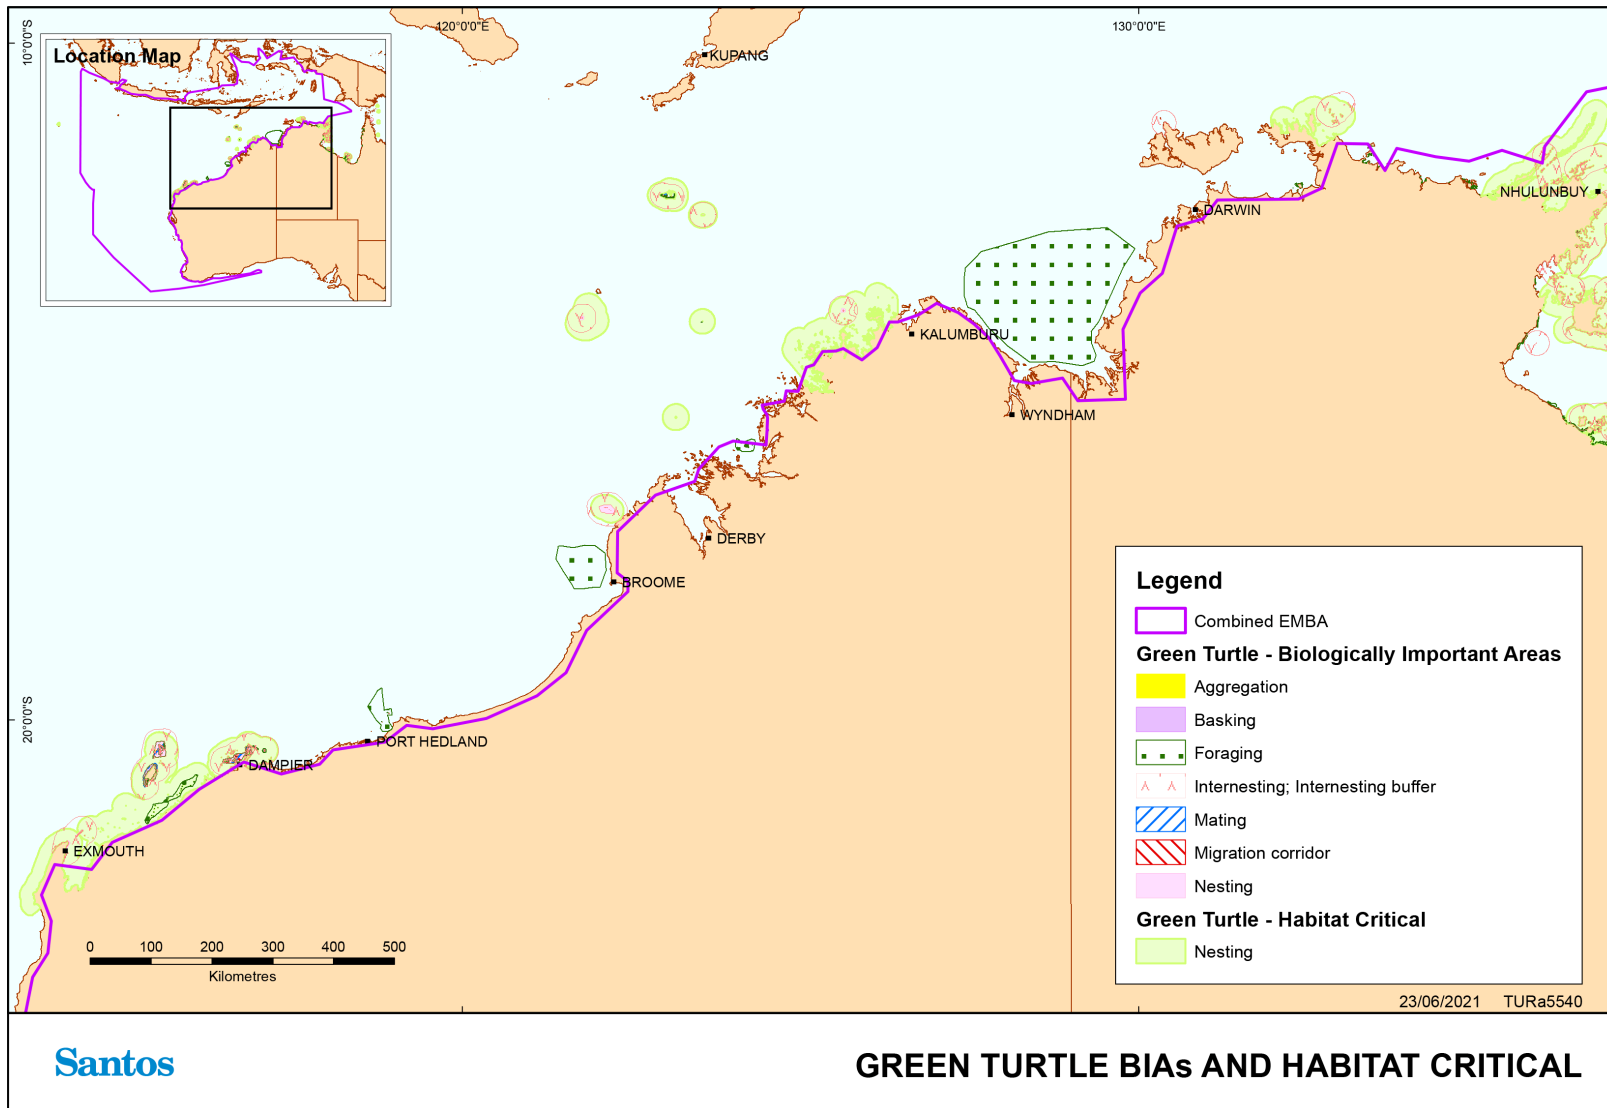 120°0'0"E
130°0'0"E
10°0'0"S
Location Map
KUPANG
NHULUNBUY
DARWIN
KALUMBURU
WYNDHAM
DERBY
BROOME
20°0'0"S
PORT HEDLAND
DAMPIER
EXMOUTH
0 100 200 300 400 500
Kilometres
Legend
Combined EMBA
Green Turtle - Biologically Important Areas
Aggregation
Basking
Foraging
Internesting; Internesting buffer
Mating
Migration corridor
Nesting
Green Turtle - Habitat Critical
Nesting
23/06/2021 TURa5540
Santos
GREEN TURTLE BIAs AND HABITAT CRITICAL